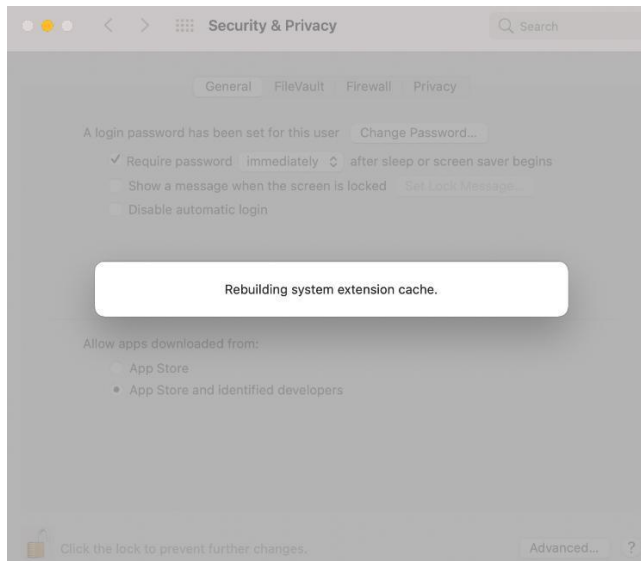 Security & Privacy
Search
General FileVault Firewall Privacy
A login password has been set for this user Change Password...
Require password immediately after sleep or screen saver begins
Show a message when the screen is locked Set Lock Message...
Disable automatic login
Rebuilding system extension cache.
Allow apps downloaded from:
App Store
App Store and identified developers
Click the lock to prevent further changes.
Advanced... ?